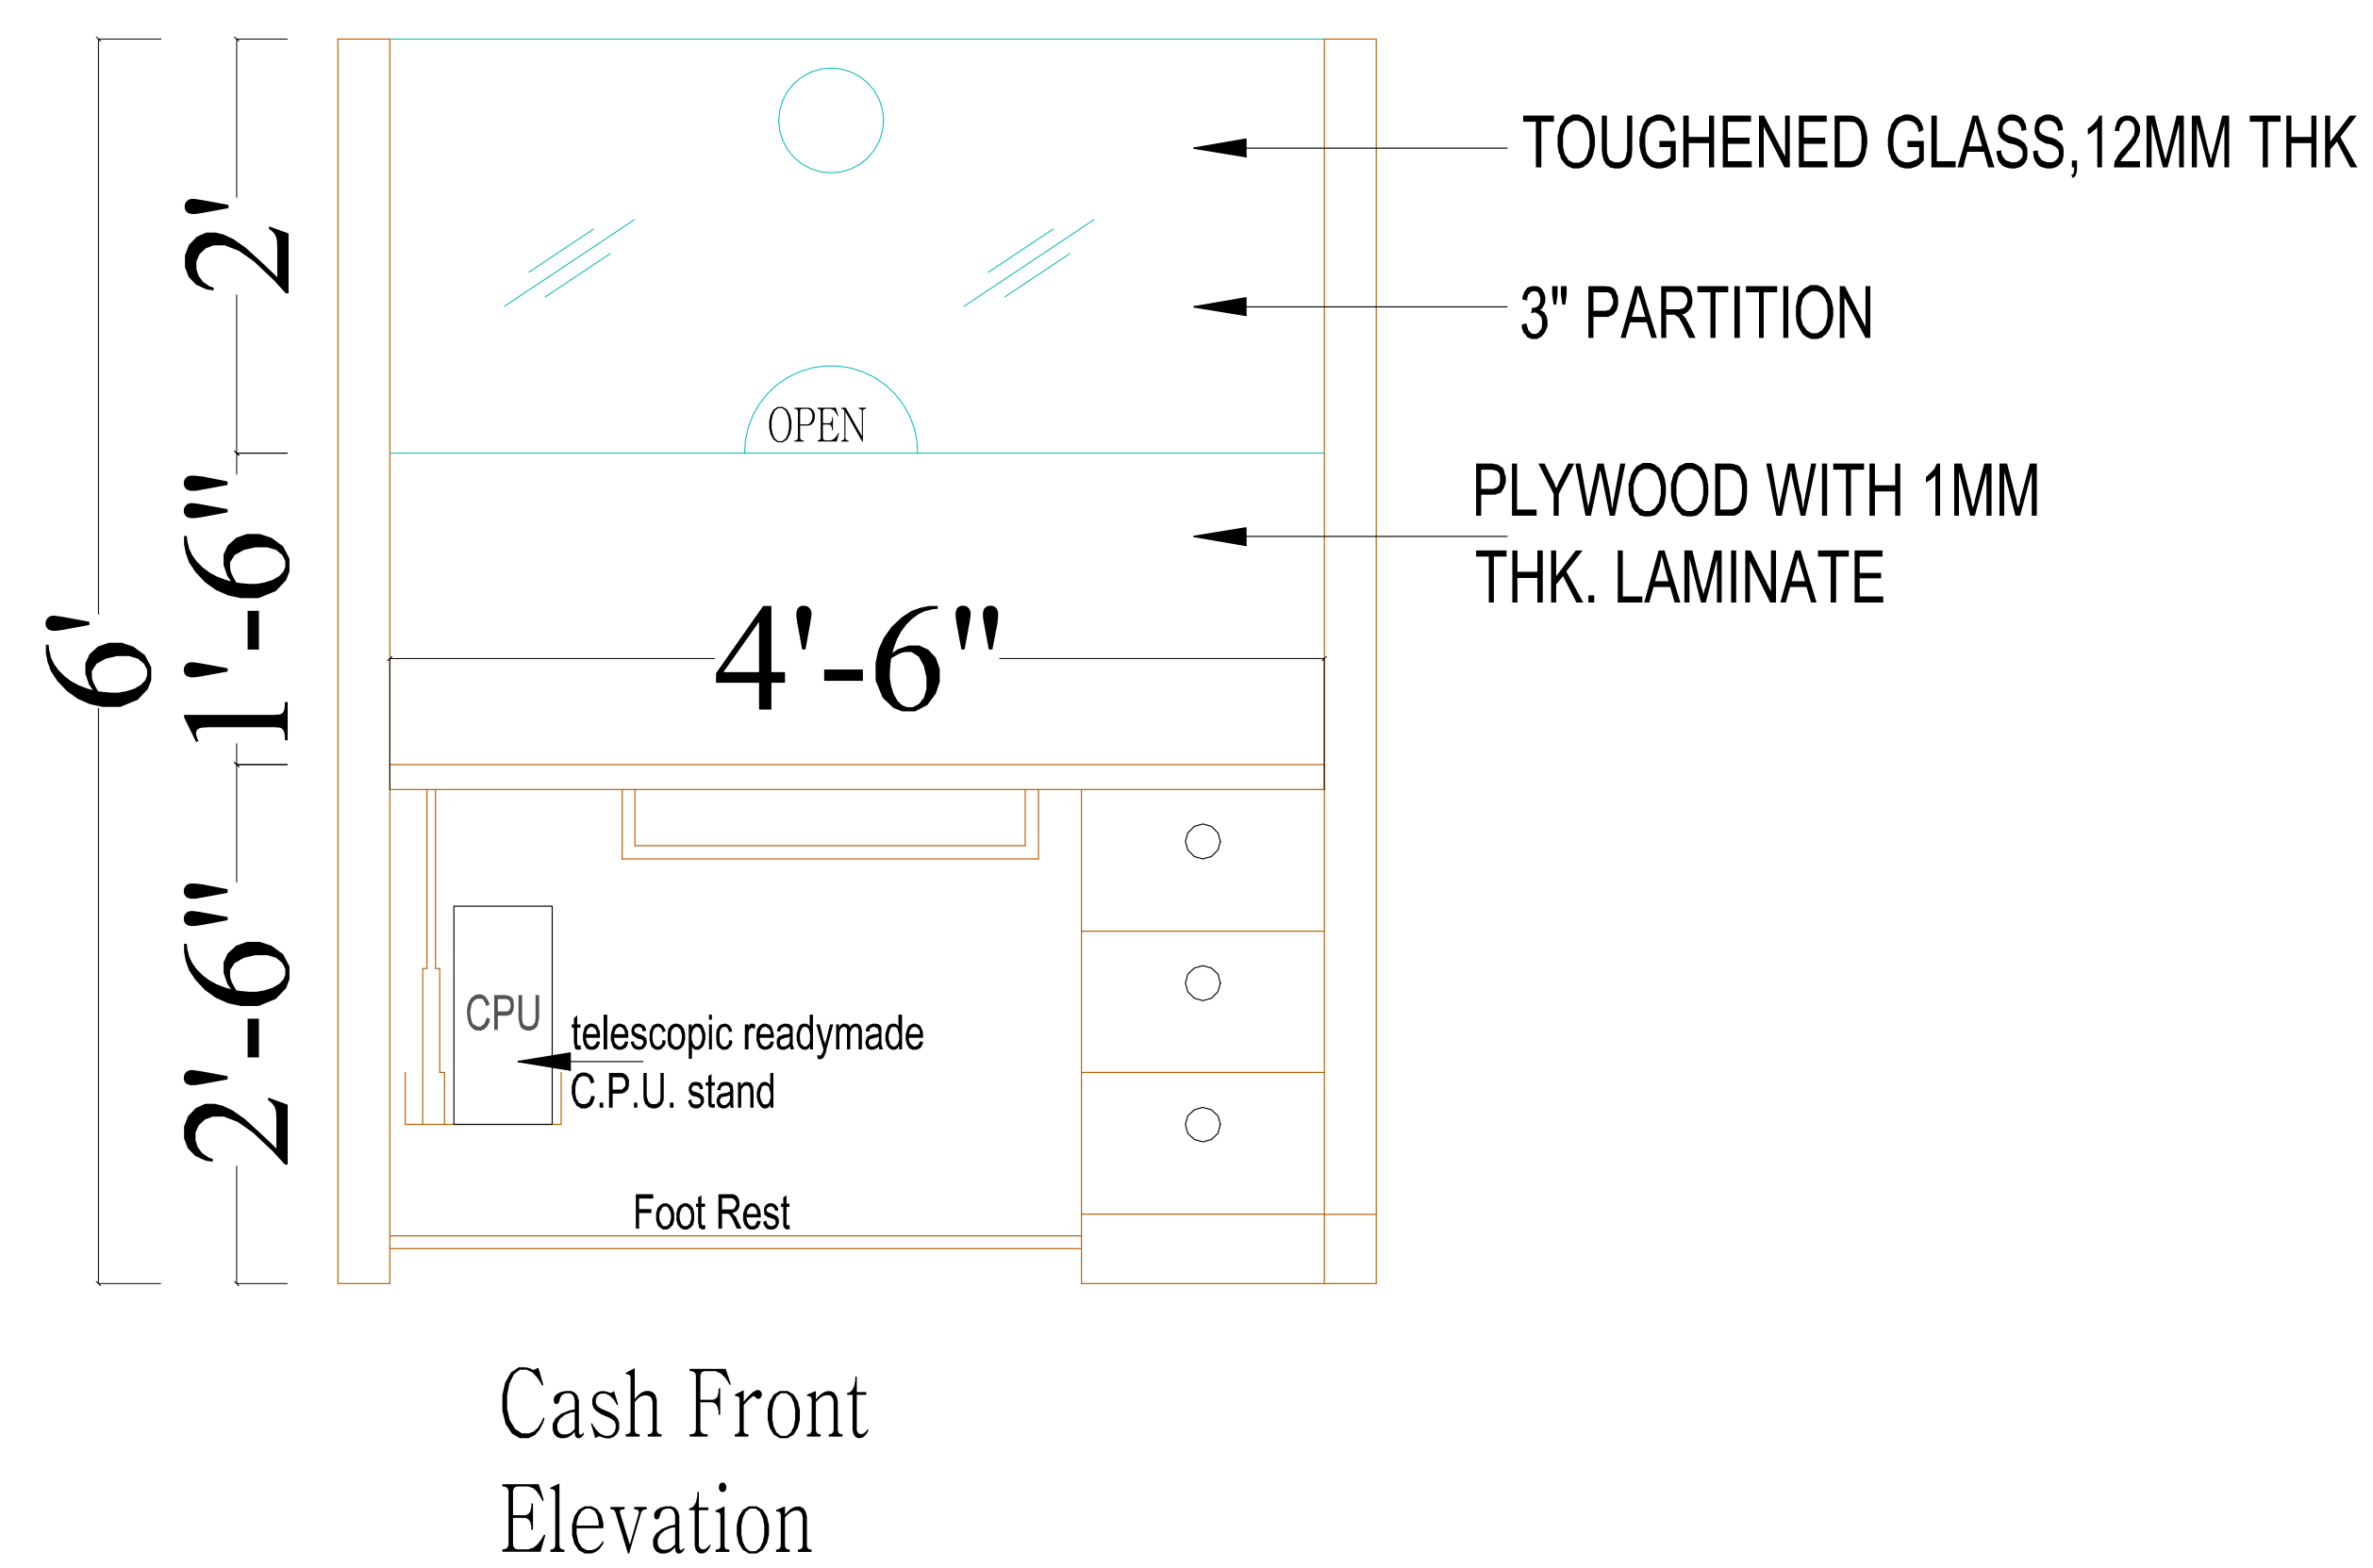 TOUGHENED GLASS,12MM THK
2'
3" PARTITION
OPEN
PLYWOOD WITH 1MM
THK. LAMINATE
6'
1'-6"
4'-6"
2'-6"
CPU
telescopic readymade
C.P.U. stand
Foot Rest
Cash Front
Elevation